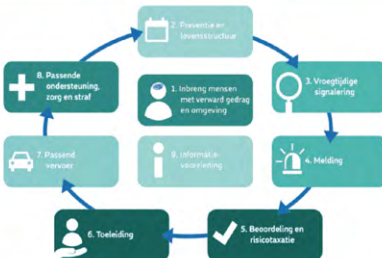 2. Preventie en
levensstructuur
8. Passende
ondersteuning,
zorg en straf
1. Inbreng mensen
met verward gedrag
en omgeving
3. Vroegtijdige
signalering
7. Passend
vervoer
9. Informatie-
voorziening
4. Melding
6. Toeleiding
5. Beoordeling en
risicotaxatie